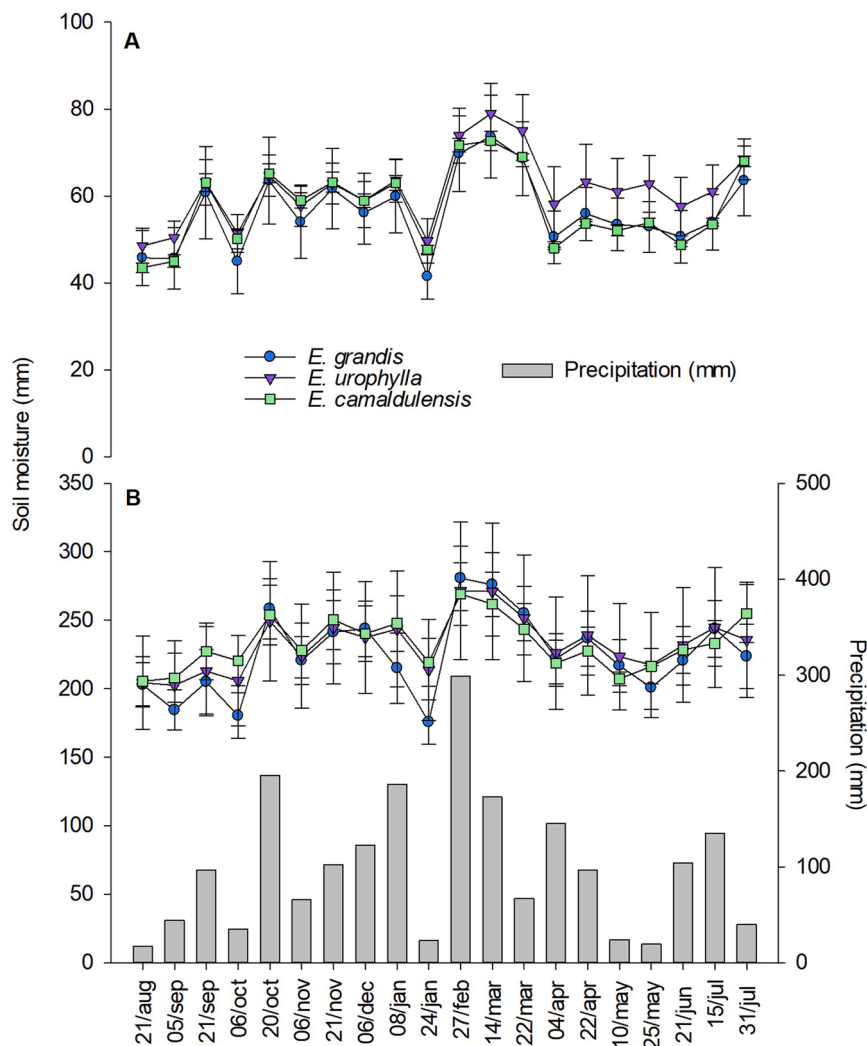 A
100
80
60
40
20
0
E. grandis
E. urophylla
E. camaldulensis
Precipitation (mm)
Soil moisture (mm)
B
350
300
250
200
150
100
50
0
500
400
300
200
100
0
Precipitation (mm)
21/aug
05/sep
21/sep
06/oct
20/oct
06/nov
21/nov
06/dec
08/jan
24/jan
27/feb
14/mar
22/mar
04/apr
22/apr
10/may
25/may
21/jun
15/jul
31/jul